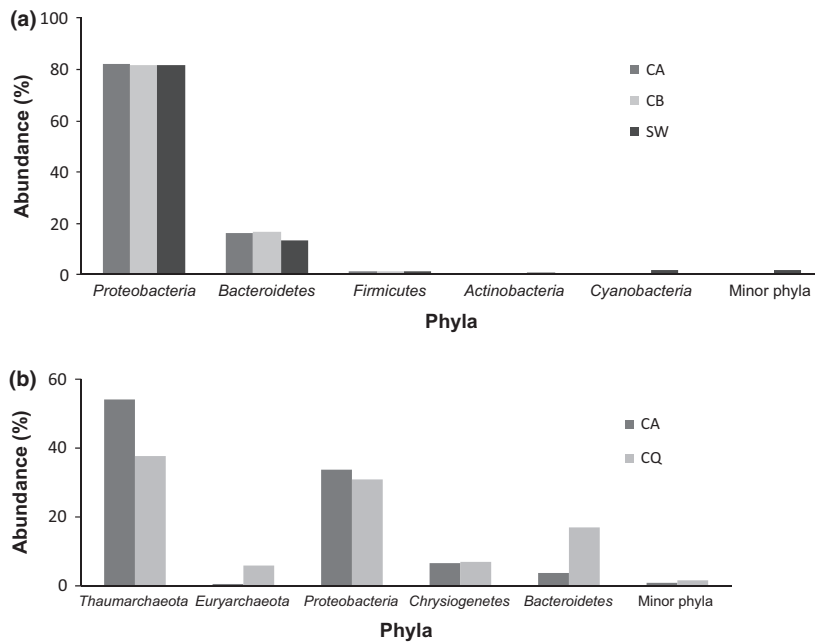 (a)
100
80
60
40
20
0
Abundance (%)
CA
CB
SW
Proteobacteria Bacteroidetes Firmicutes Actinobacteria Cyanobacteria Minor phyla
Phyla
(b)
60
40
20
0
Abundance (%)
CA
CQ
Thaumarchaeota Euryarchaeota Proteobacteria Chrysiogenetes Bacteroidetes Minor phyla
Phyla